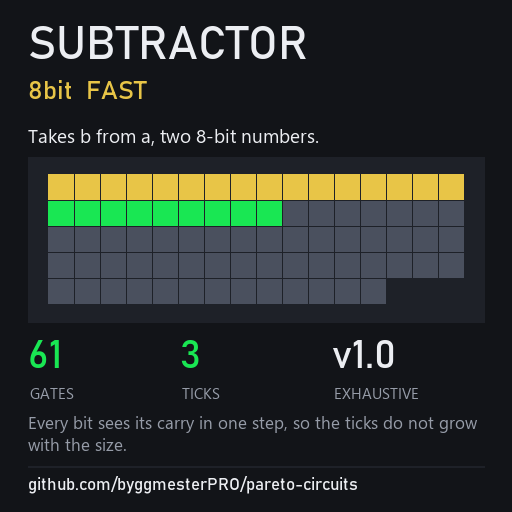 SUBTRACTOR
8bit FAST
Takes b from a, two 8-bit numbers.
61 3 v1.0
GATES TICKS EXHAUSTIVE
Every bit sees its carry in one step, so the ticks do not grow
with the size.
github.com/byggmesterPRO/pareto-circuits